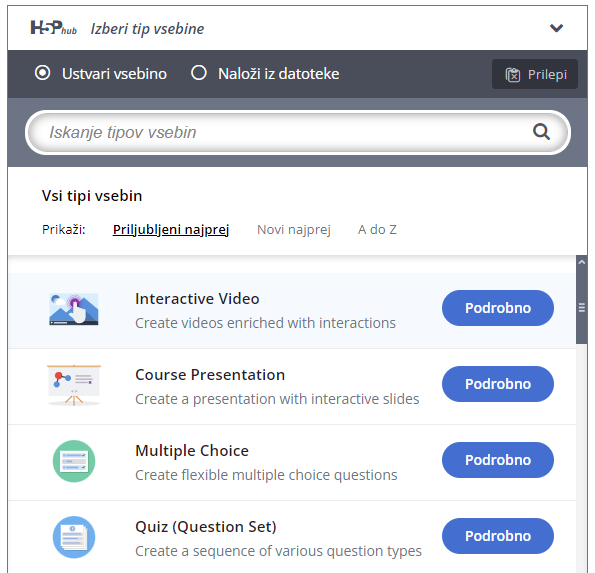 H5P hub Izberi tip vsebine
Ustvari vsebino Naloži iz datoteke Prilepi
Iskanje tipov vsebin
Vsi tipi vsebin
Prikaži: Priljubljeni najprej Novi najprej A do Z
Interactive Video
Create videos enriched with interactions
Podrobno
Course Presentation
Create a presentation with interactive slides
Podrobno
Multiple Choice
Create flexible multiple choice questions
Podrobno
Quiz (Question Set)
Create a sequence of various question types
Podrobno